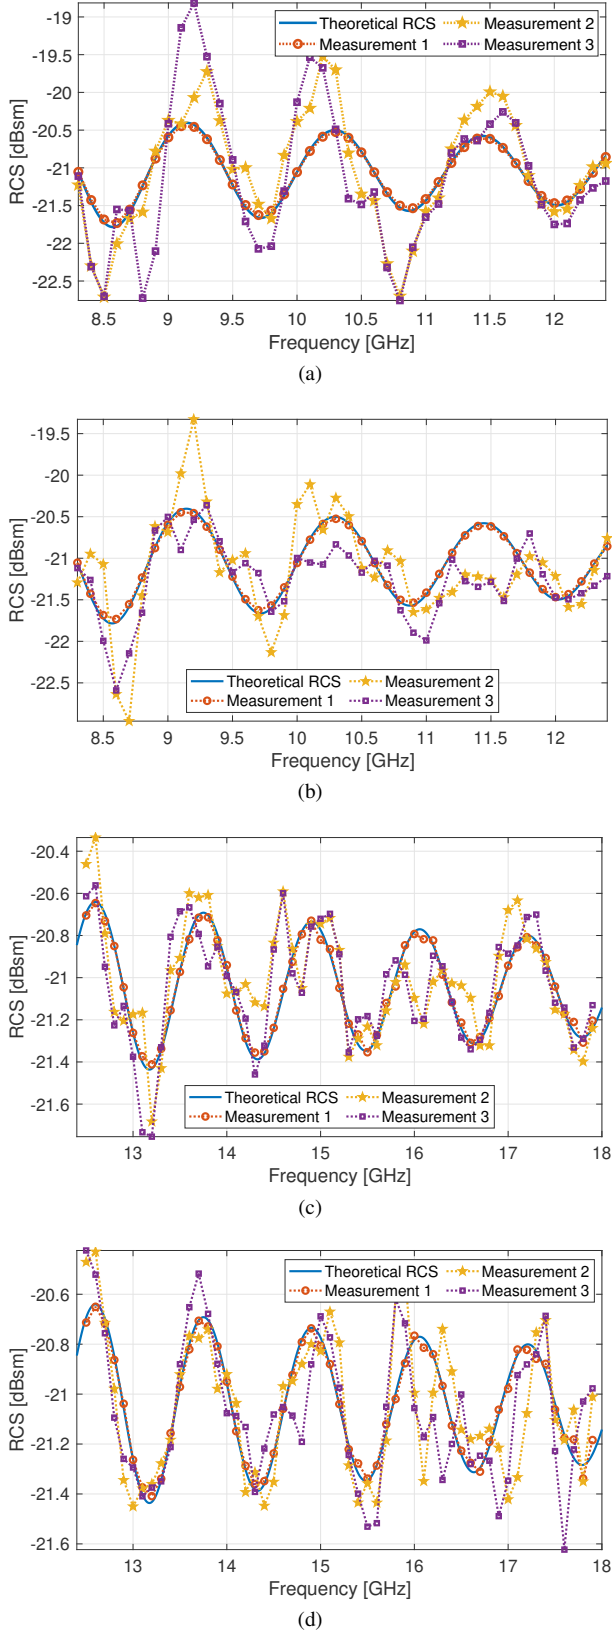 -19
-19.5
-20
-20.5
-21
-21.5
-22
-22.5
RCS [dBsm]
Theoretical RCS
Measurement 1
Measurement 2
Measurement 3
8.5 9 9.5 10 10.5 11 11.5 12
Frequency [GHz]
(a)
-19.5
-20
-20.5
-21
-21.5
-22
-22.5
RCS [dBsm]
Theoretical RCS
Measurement 1
Measurement 2
Measurement 3
8.5 9 9.5 10 10.5 11 11.5 12
Frequency [GHz]
(b)
-20.4
-20.6
-20.8
-21
-21.2
-21.4
-21.6
RCS [dBsm]
Theoretical RCS
Measurement 1
Measurement 2
Measurement 3
13 14 15 16 17 18
Frequency [GHz]
(c)
-20.6
-20.8
-21
-21.2
-21.4
-21.6
RCS [dBsm]
Theoretical RCS
Measurement 1
Measurement 2
Measurement 3
13 14 15 16 17 18
Frequency [GHz]
(d)